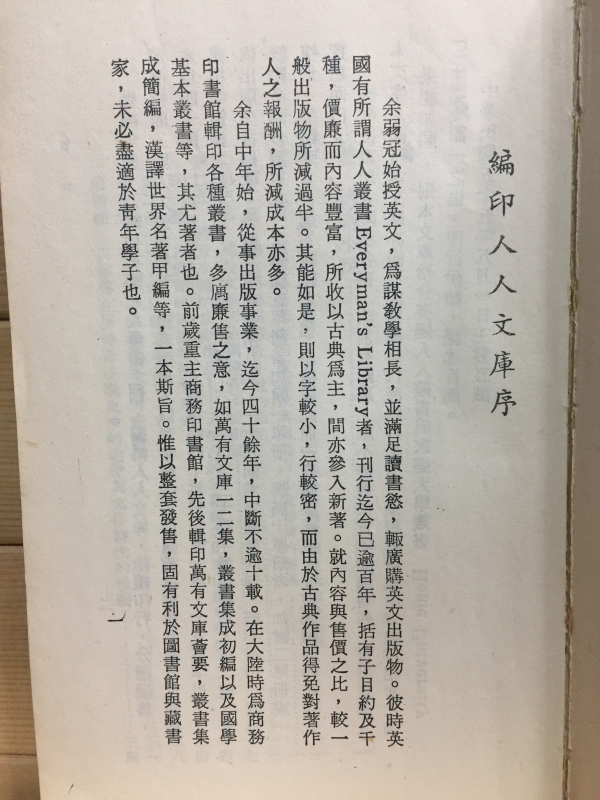 編印人人文庫序
余弱冠始授英文，爲謀教學相長，並滿足讀書慾，輒廣購英文出版物。彼時英
國有所謂人人叢書Everyman's Library者，刊行迄今已逾百年，括有子目約及千
種，價廉而內容豐富，所收以古典爲主，間亦參入新著。就內容與售價之比，較一
般出版物所減過半。其能如是，則以字較小，行較密，而由於古典作品得免對著作
人之報酬，所減成本亦多。
余自中年始，從事出版事業，迄今四十餘年，中斷不逾十載。在大陸時爲商務
印書館輯印各種叢書，多寓廉售之意，如萬有文庫一二集，叢書集成初編以及國學
基本叢書等，其尤著者也。前歲重主商務印書館，先後輯印萬有文庫薈要，叢書集
成簡編，漢譯世界名著甲編等，一本斯旨。惟以整套發售，固有利於圖書館與藏書
家，未必盡適於青年學子也。
一